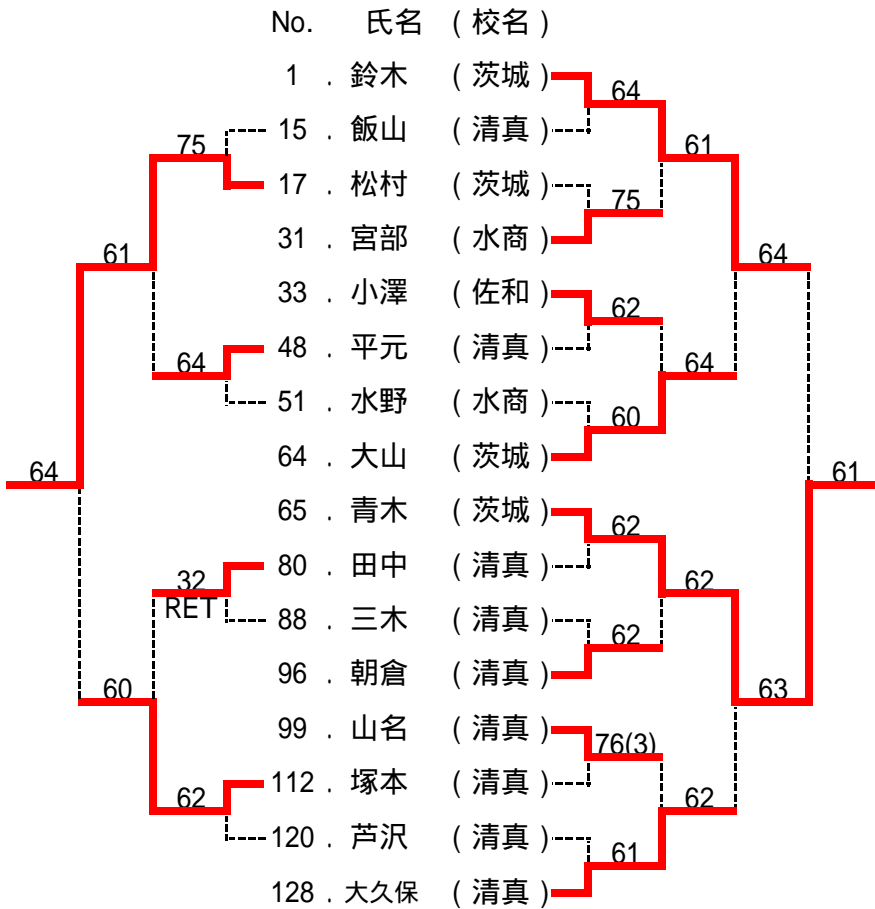 No. 氏名 (校名)
1 . 鈴木 (茨城)
64
75 15 . 飯山 (清真) 61
17 . 松村 (茨城)
75
61 31 . 宮部 (水商) 64
33 . 小澤 (佐和)
62
64 48 . 平元 (清真) 64
51 . 水野 (水商)
60
64 . 大山 (茨城)
64 61
65 . 青木 (茨城)
62
32 80 . 田中 (清真) 62
RET
88 . 三木 (清真)
62
60 96 . 朝倉 (清真) 63
99 . 山名 (清真)
76(3)
62 112 . 塚本 (清真) 62
120 . 芦沢 (清真)
61
128 . 大久保 (清真)